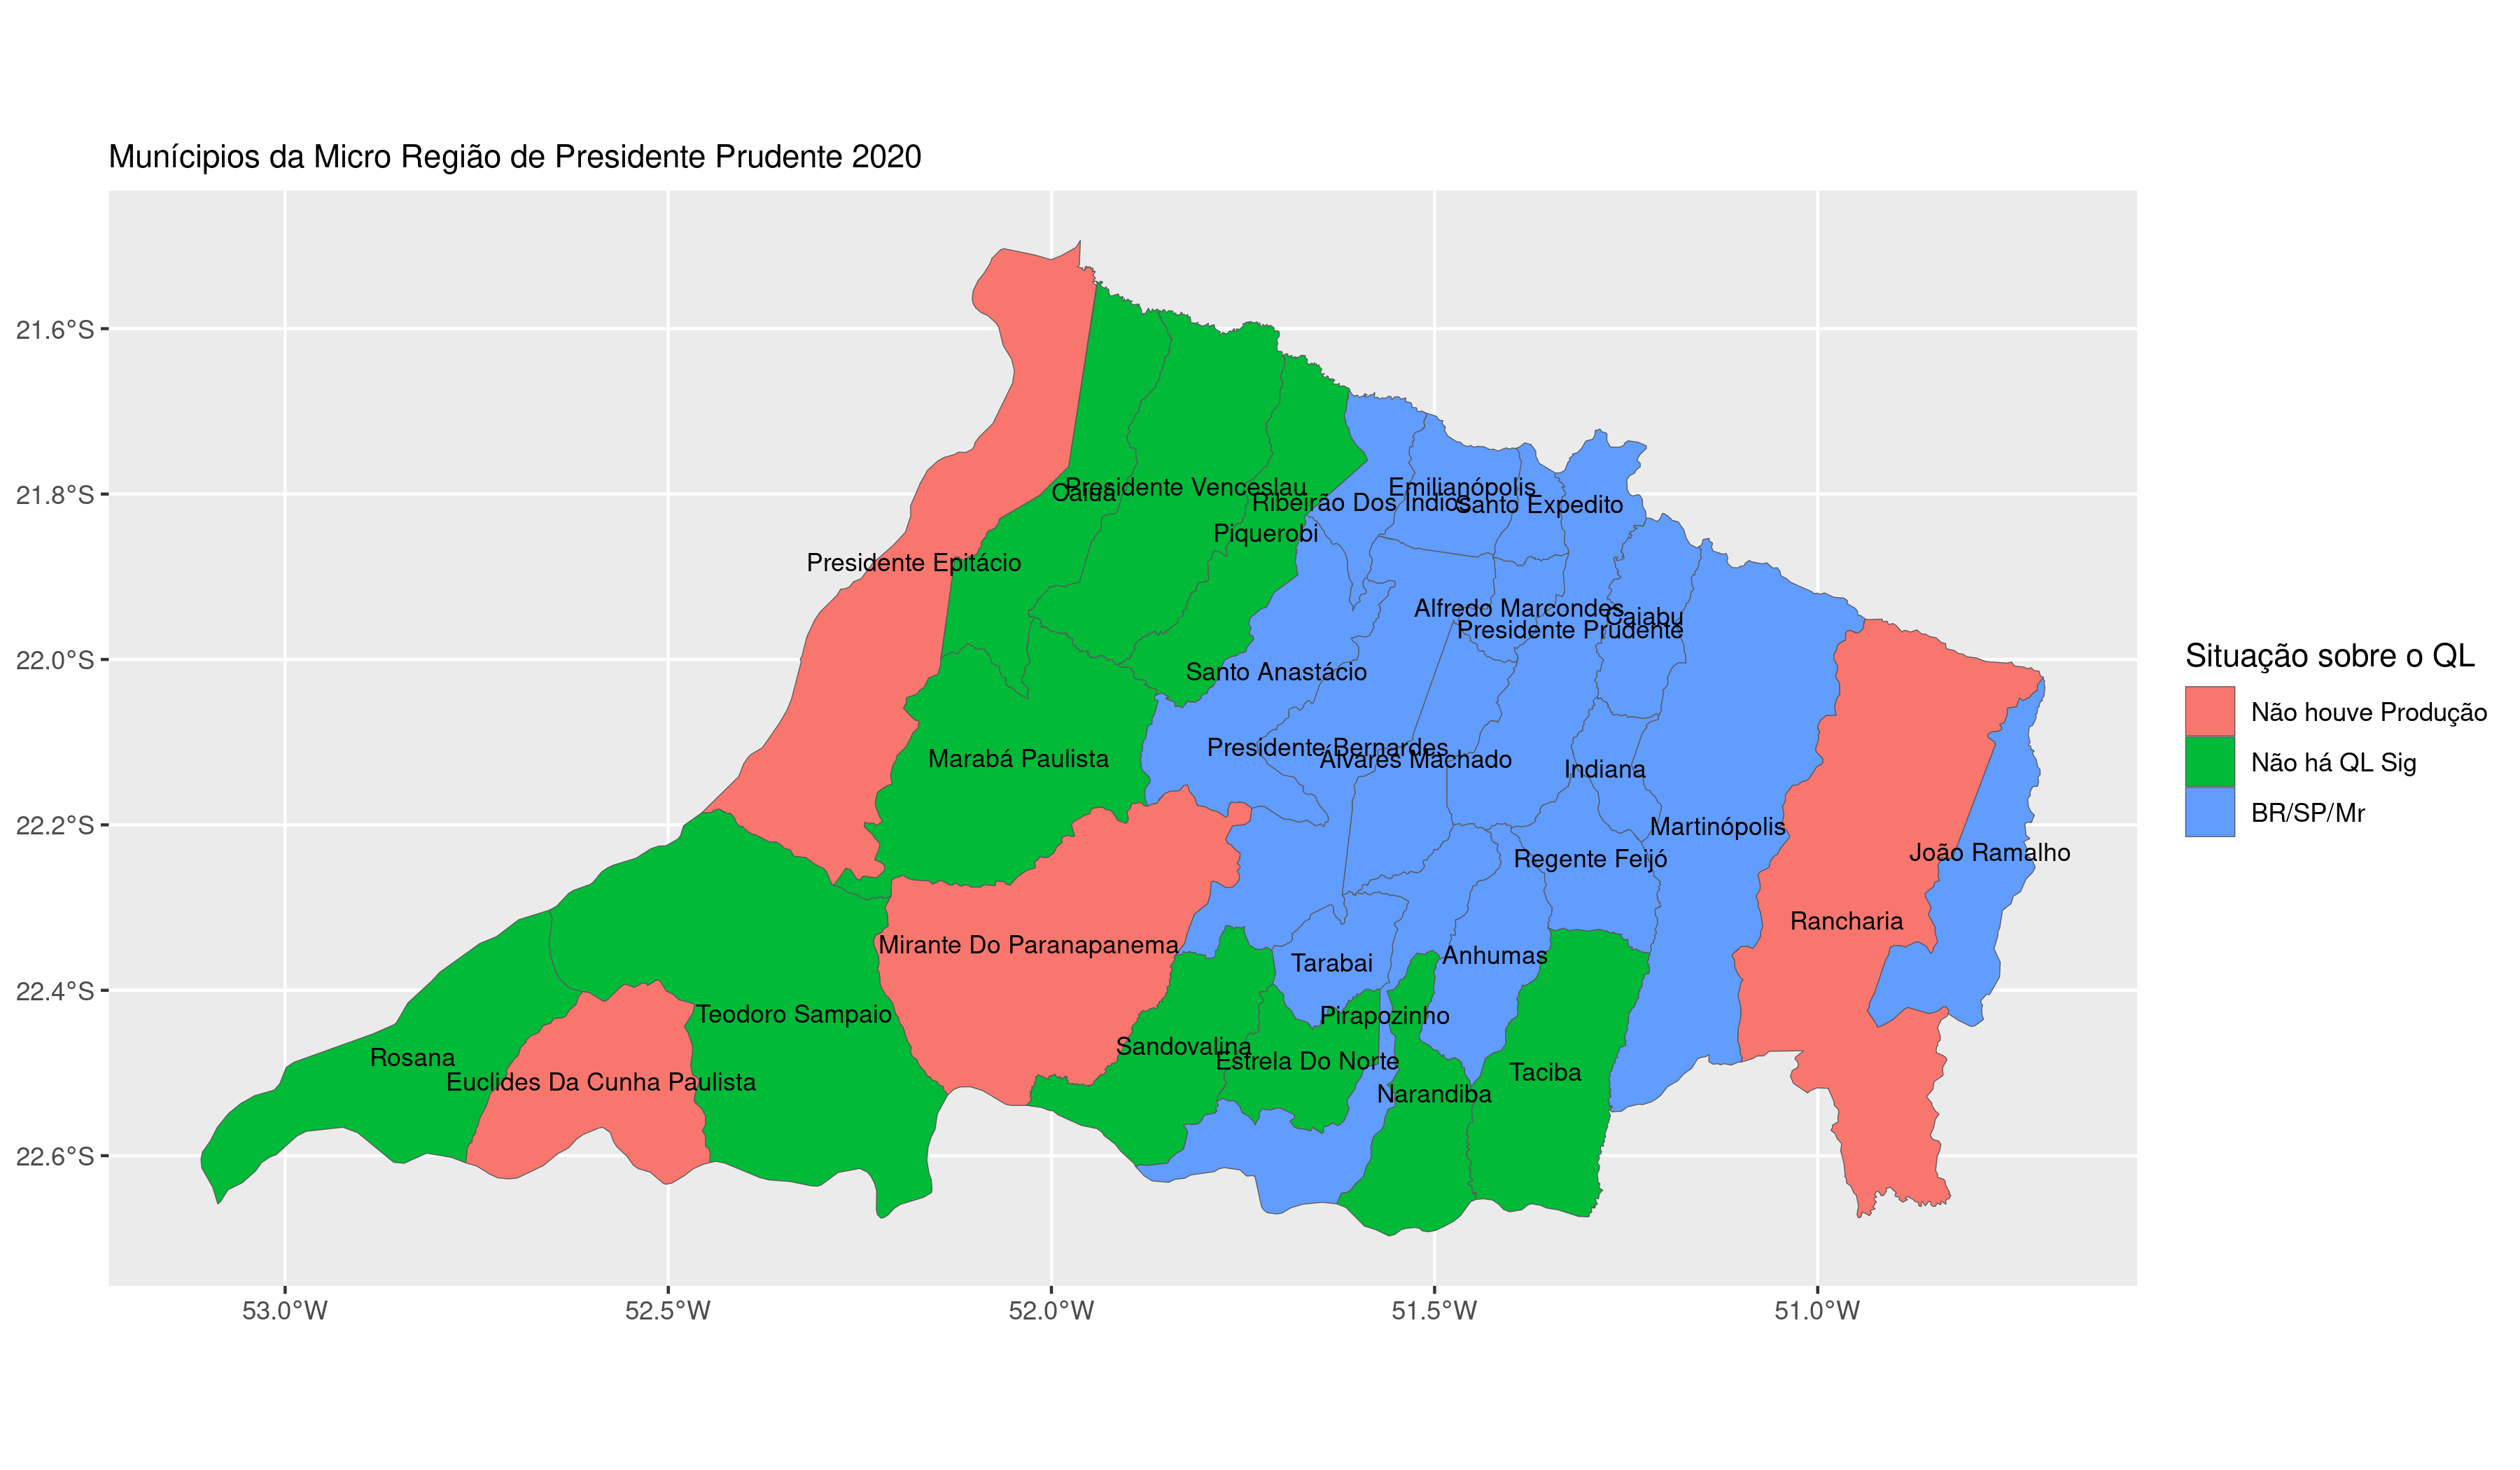 Munícipios da Micro Região de Presidente Prudente 2020
21.6°S
21.8°S
22.0°S
22.2°S
22.4°S
22.6°S
Caiuá
Presidente Venceslau
Emilianópolis
Ribeirão Dos Índios
Santo Expedito
Piquerobi
Presidente Epitácio
Alfredo Marcondes
Caiabu
Presidente Prudente
Santo Anastácio
Presidente Bernardes
Marabá Paulista
Álvares Machado
Indiana
Martinópolis
João Ramalho
Regente Feijó
Rancharia
Mirante Do Paranapanema
Anhumas
Tarabai
Teodoro Sampaio
Pirapozinho
Sandovalina
Rosana
Estrela Do Norte
Taciba
Euclides Da Cunha Paulista
Narandiba
53.0°W
52.5°W
52.0°W
51.5°W
51.0°W
Situação sobre o QL
Não houve Produção
Não há QL Sig
BR/SP/Mr